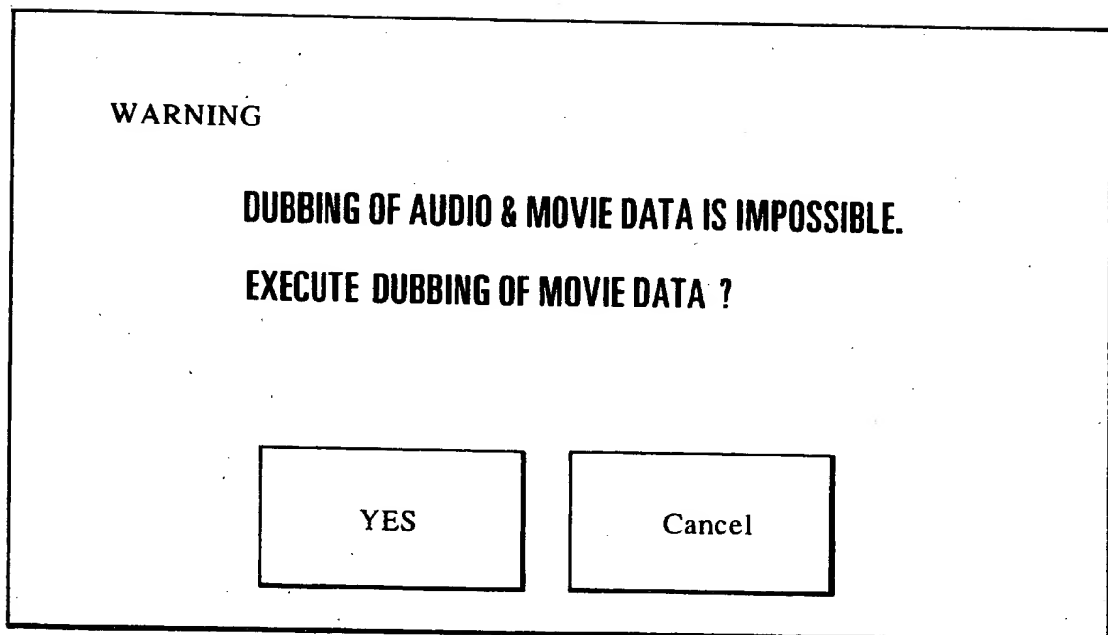 WARNING
DUBBING OF AUDIO & MOVIE DATA IS IMPOSSIBLE.
EXECUTE DUBBING OF MOVIE DATA ?
YES Cancel